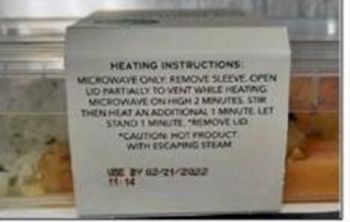 HEATING INSTRUCTIONS:
MICROWAVE ONLY: REMOVE SLEEVE, OPEN
LID PARTIALLY TO VENT WHILE HEATING.
MICROWAVE ON HIGH 2 MINUTES. STIR
THEN HEAT AN ADDITIONAL 1 MINUTE. LET
STAND 1 MINUTE. *REMOVE LID.
*CAUTION: HOT PRODUCT
WITH ESCAPING STEAM
USE BY 02/21/2022
11:14